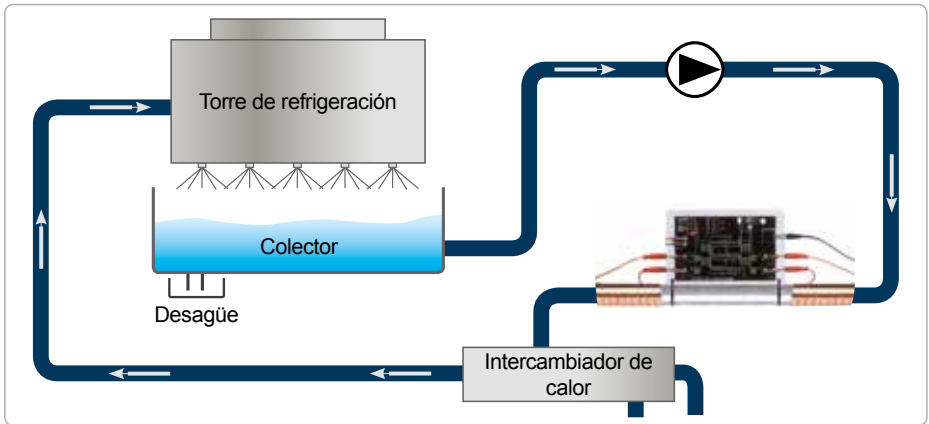 Torre de refrigeración
Colector
Desagüe
Intercambiador de
calor